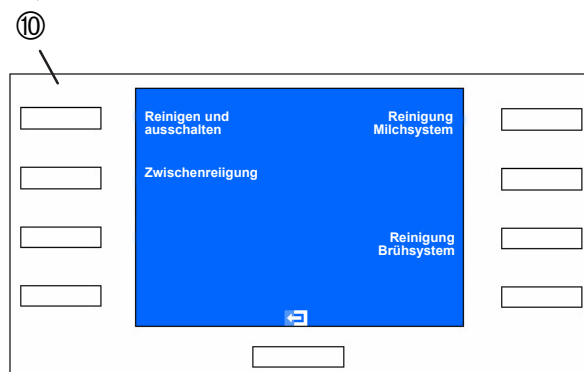 ⑩
Reinigen und
ausschalten
Reinigung
Milchsystem
Zwischenreiigung
Reinigung
Brühsystem